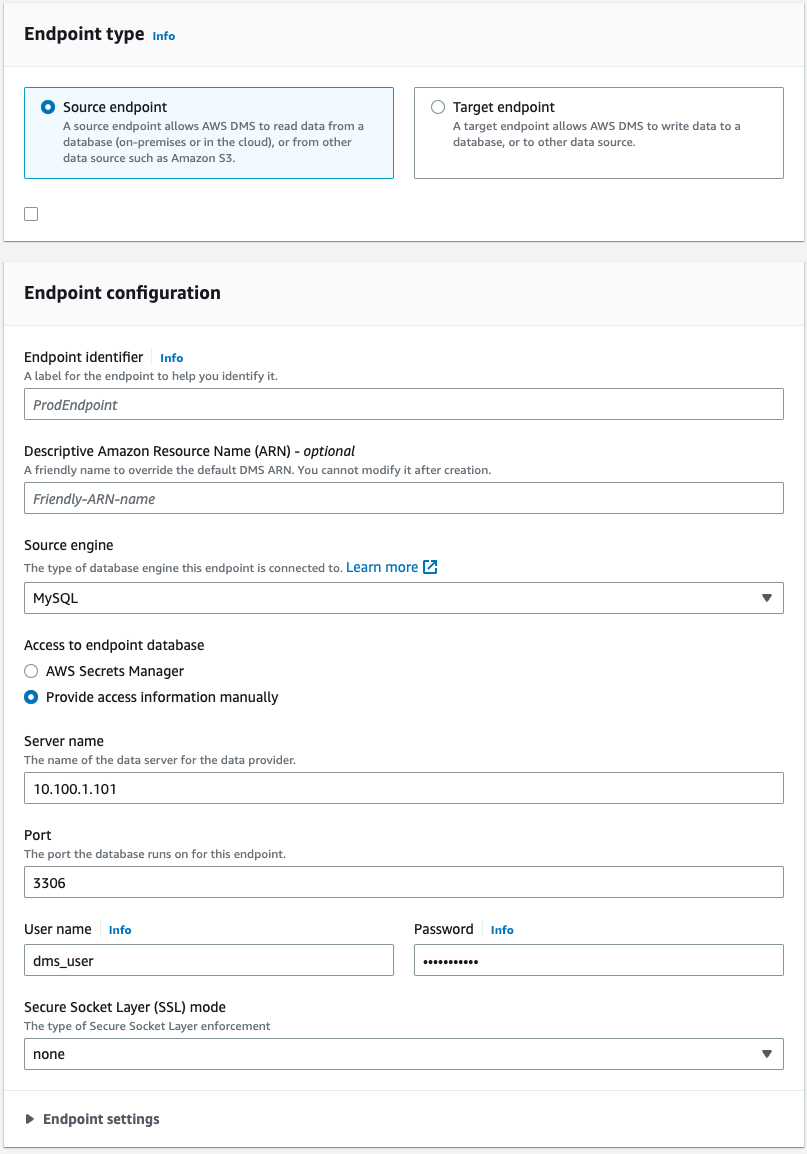 Endpoint type Info
Source endpoint
A source endpoint allows AWS DMS to read data from a
database (on-premises or in the cloud), or from other
data source such as Amazon S3.
Target endpoint
A target endpoint allows AWS DMS to write data to a
database, or to other data source.
Endpoint configuration
Endpoint identifier Info
A label for the endpoint to help you identify it.
ProdEndpoint
Descriptive Amazon Resource Name (ARN) - optional
A friendly name to override the default DMS ARN. You cannot modify it after creation.
Friendly-ARN-name
Source engine
The type of database engine this endpoint is connected to. Learn more
MySQL
Access to endpoint database
AWS Secrets Manager
Provide access information manually
Server name
The name of the data server for the data provider.
10.100.1.101
Port
The port the database runs on for this endpoint.
3306
User name Info
dms_user
Password Info
•••••••••••
Secure Socket Layer (SSL) mode
The type of Secure Socket Layer enforcement
none
Endpoint settings